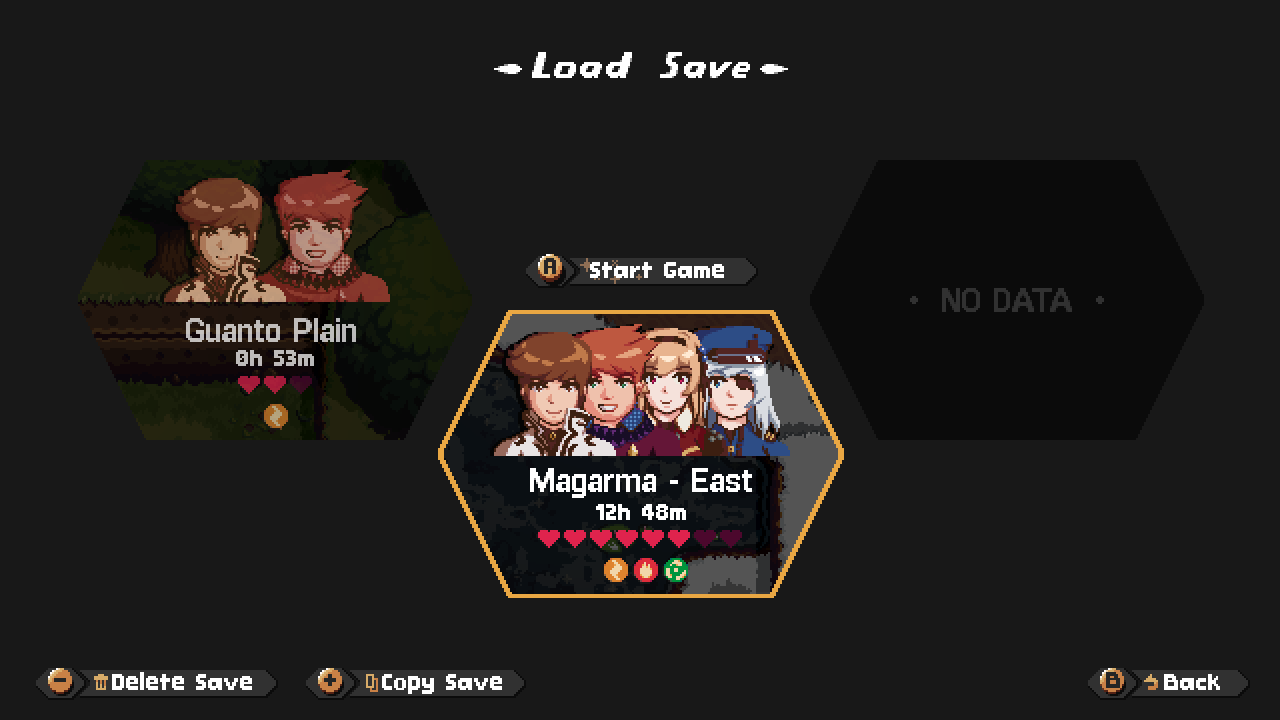 Load Save
Guanto Plain
0h 53m
A Start Game
Magarma - East
12h 48m
• NO DATA •
Delete Save
Copy Save
B Back